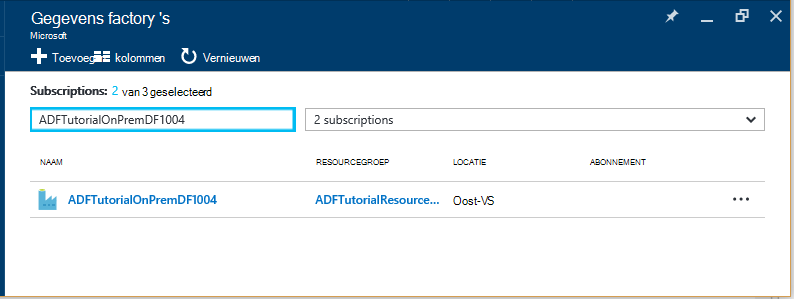 Gegevens factory 's
Microsoft
Toevoege kolommen Vernieuwen
Subscriptions: 2 van 3 geselecteerd
ADFTutorialOnPremDF1004 2 subscriptions
NAAM RESOURCEGROEP LOCATIE ABONNEMENT
ADFTutorialOnPremDF1004 ADFTutorialResource... Oost-VS ...